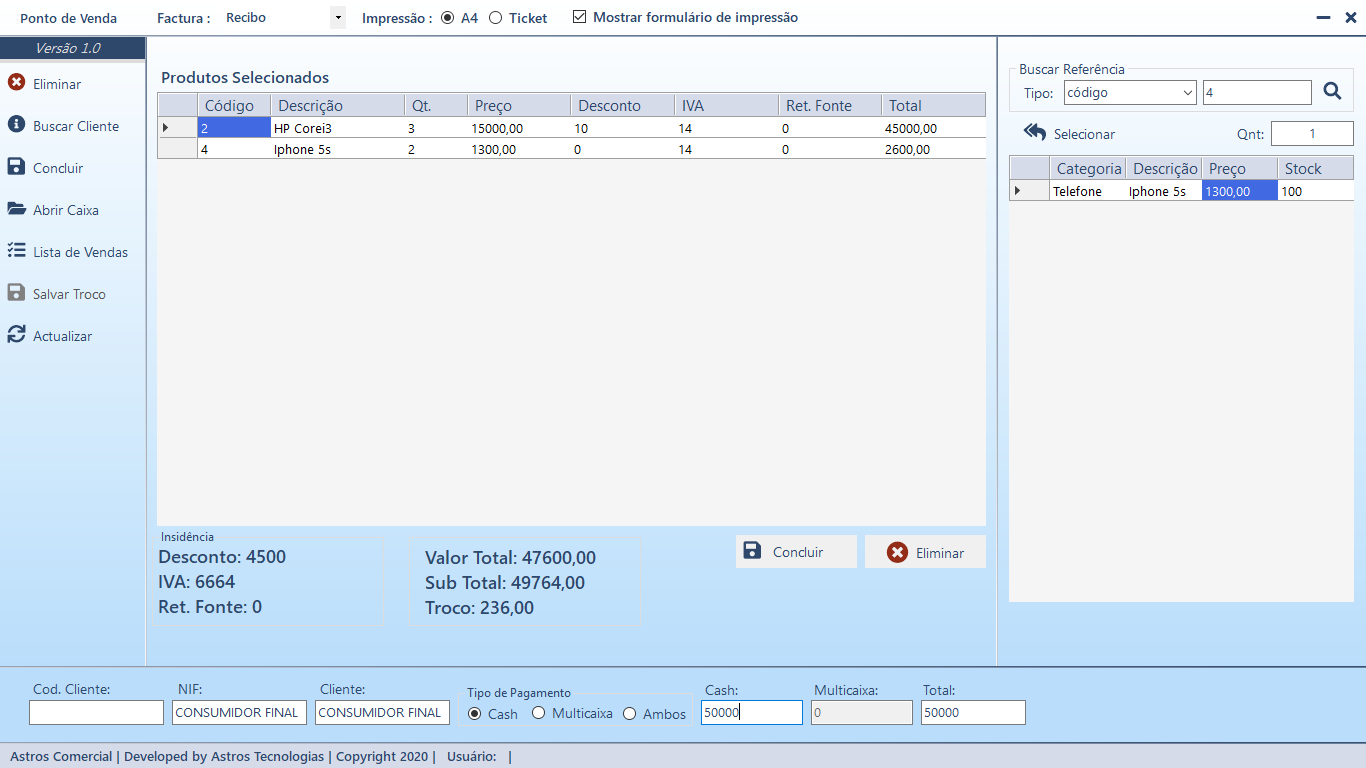 Ponto de Venda Factura : Recibo Impressão : A4 Ticket Mostrar formulário de impressão
Versão 1.0
Eliminar
Buscar Cliente
Concluir
Abrir Caixa
Lista de Vendas
Salvar Troco
Actualizar
Produtos Selecionados
Código Descrição Qt. Preço Desconto IVA Ret. Fonte Total
2 HP Corei3 3 15000,00 10 14 0 45000,00
4 Iphone 5s 2 1300,00 0 14 0 2600,00
Insidência
Desconto: 4500
IVA: 6664
Ret. Fonte: 0
Valor Total: 47600,00
Sub Total: 49764,00
Troco: 236,00
Concluir Eliminar
Buscar Referência
Tipo: código 4
Selecionar Qnt: 1
Categoria Descrição Preço Stock
Telefone Iphone 5s 1300,00 100
Cod. Cliente: NIF: Cliente: Tipo de Pagamento Cash: Multicaixa: Total:
CONSUMIDOR FINAL CONSUMIDOR FINAL Cash Multicaixa Ambos 50000 0 50000
Astros Comercial | Developed by Astros Tecnologias | Copyright 2020 | Usuário: |